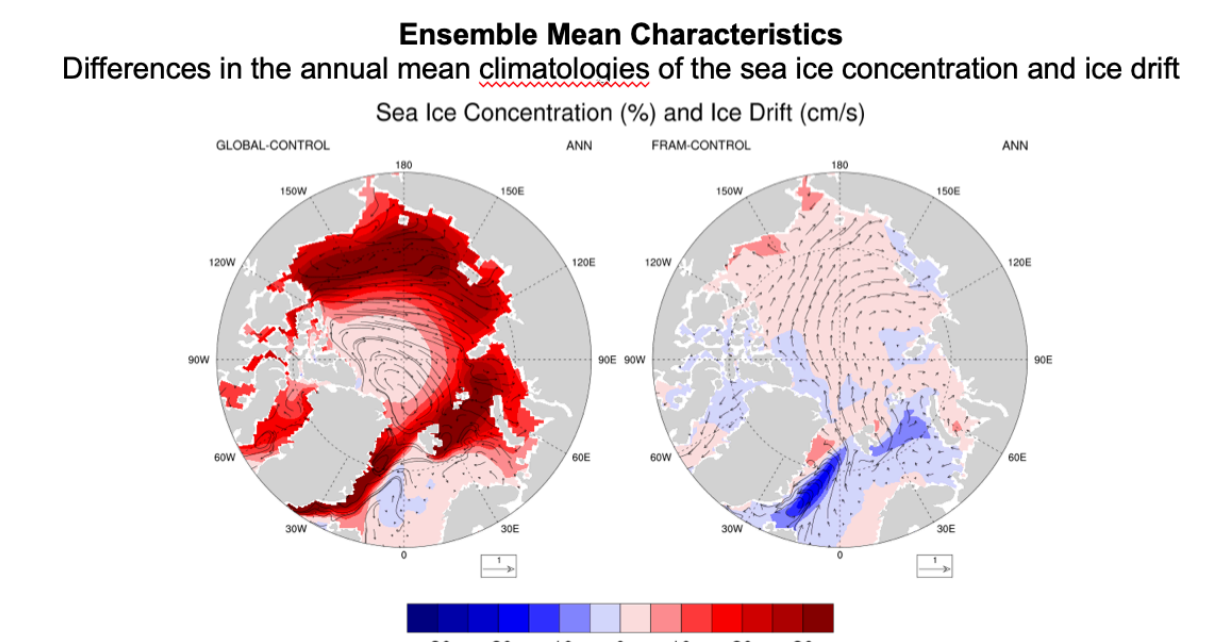 Ensemble Mean Characteristics
Differences in the annual mean climatologies of the sea ice concentration and ice drift
Sea Ice Concentration (%) and Ice Drift (cm/s)
GLOBAL-CONTROL ANN FRAM-CONTROL ANN
180 180
150W 150E 150W 150E
120W 120E 120W 120E
90W 90E 90W 90E
60W 60E 60W 60E
30W 30E 30W 30E
0 0
1 1